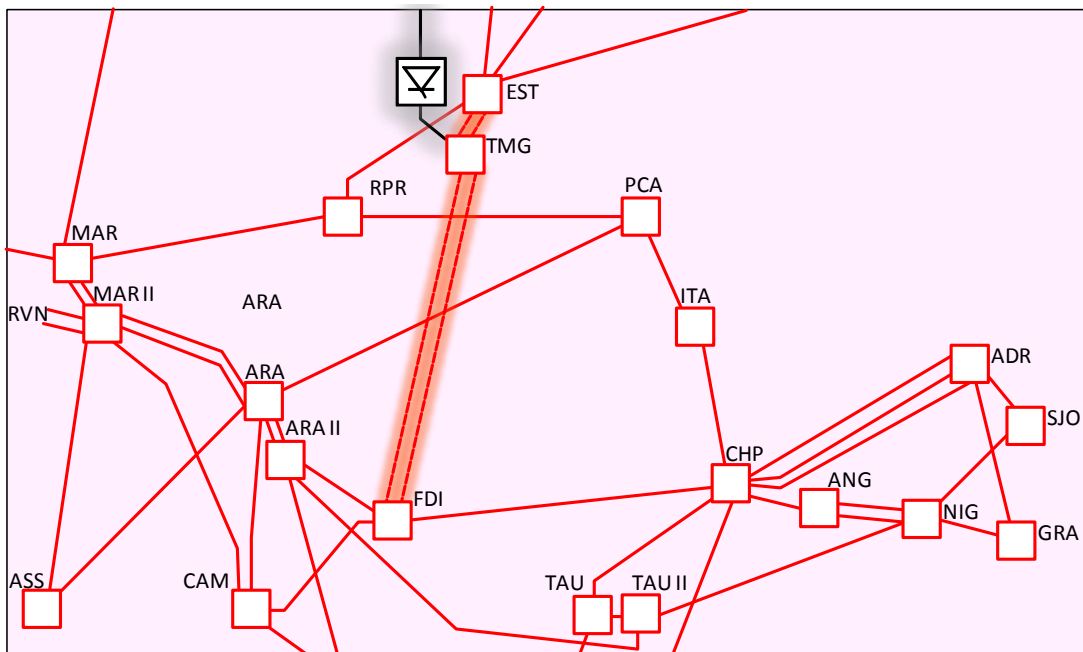 EST
TMG
RPR
PCA
MAR
MAR II
RVN
ARA
ITA
ARA
ADR
SJO
ARA II
CHP
ANG
FDI
NIG
GRA
ASS
CAM
TAU
TAU II